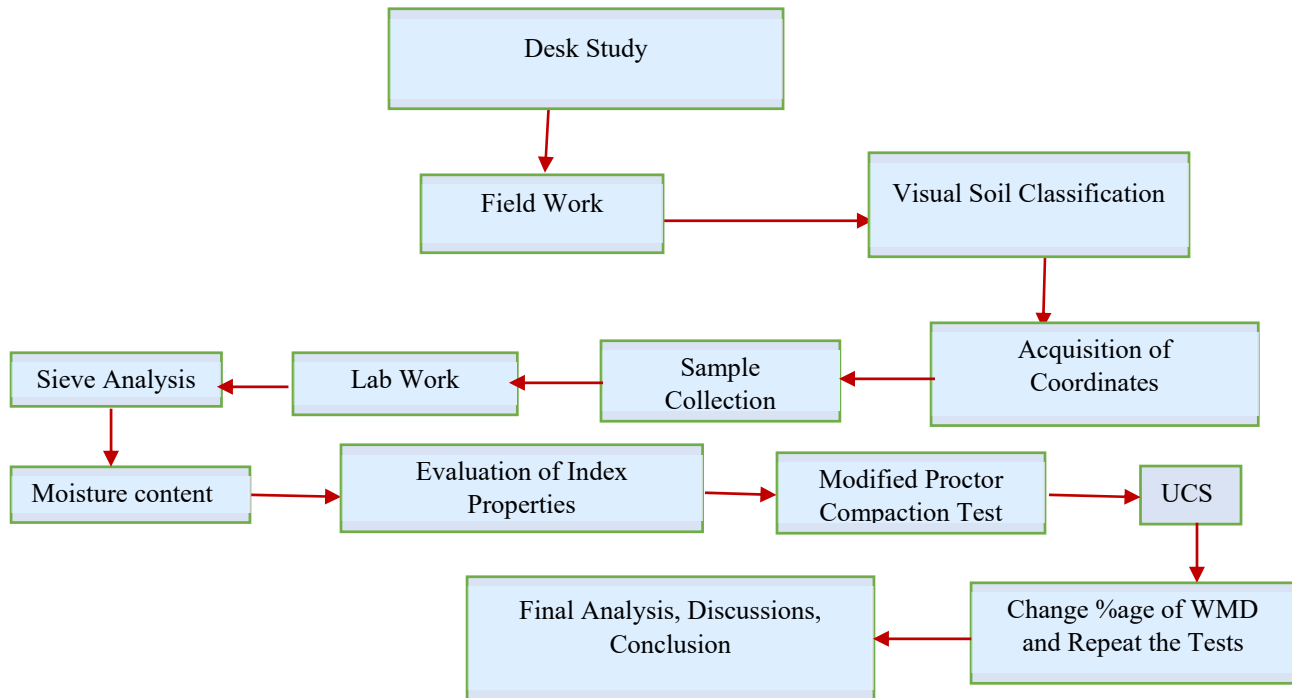 Desk Study
Field Work
Visual Soil Classification
Acquisition of
Coordinates
Sample
Collection
Lab Work
Sieve Analysis
Moisture content
Evaluation of Index
Properties
Modified Proctor
Compaction Test
UCS
Change %age of WMD
and Repeat the Tests
Final Analysis, Discussions,
Conclusion